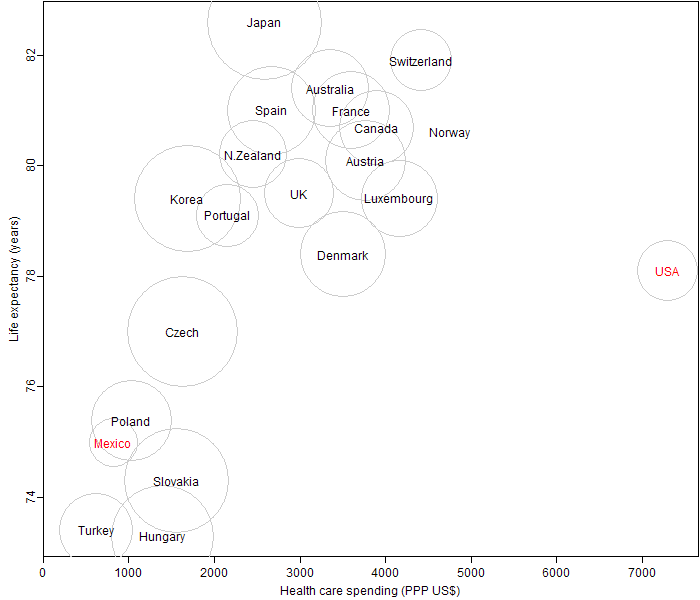 Japan
82
Switzerland
Australia
Spain
France
Canada
Norway
N.Zealand
Austria
80
UK
Korea
Luxembourg
Portugal
Denmark
USA
78
Life expectancy (years)
Czech
76
Poland
Mexico
Slovakia
74
Turkey
Hungary
0 1000 2000 3000 4000 5000 6000 7000
Health care spending (PPP US$)